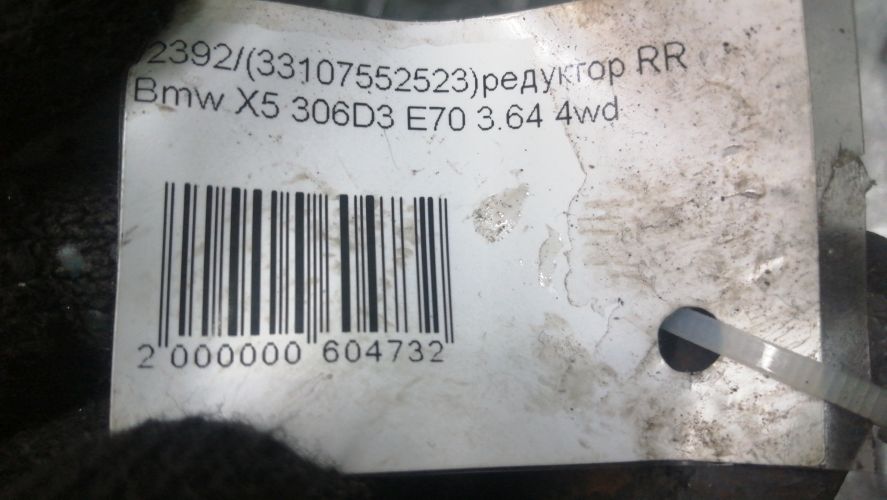 2392/(33107552523)редуктор RR
Bmw X5 306D3 E70 3.64 4wd
2 000000 604732